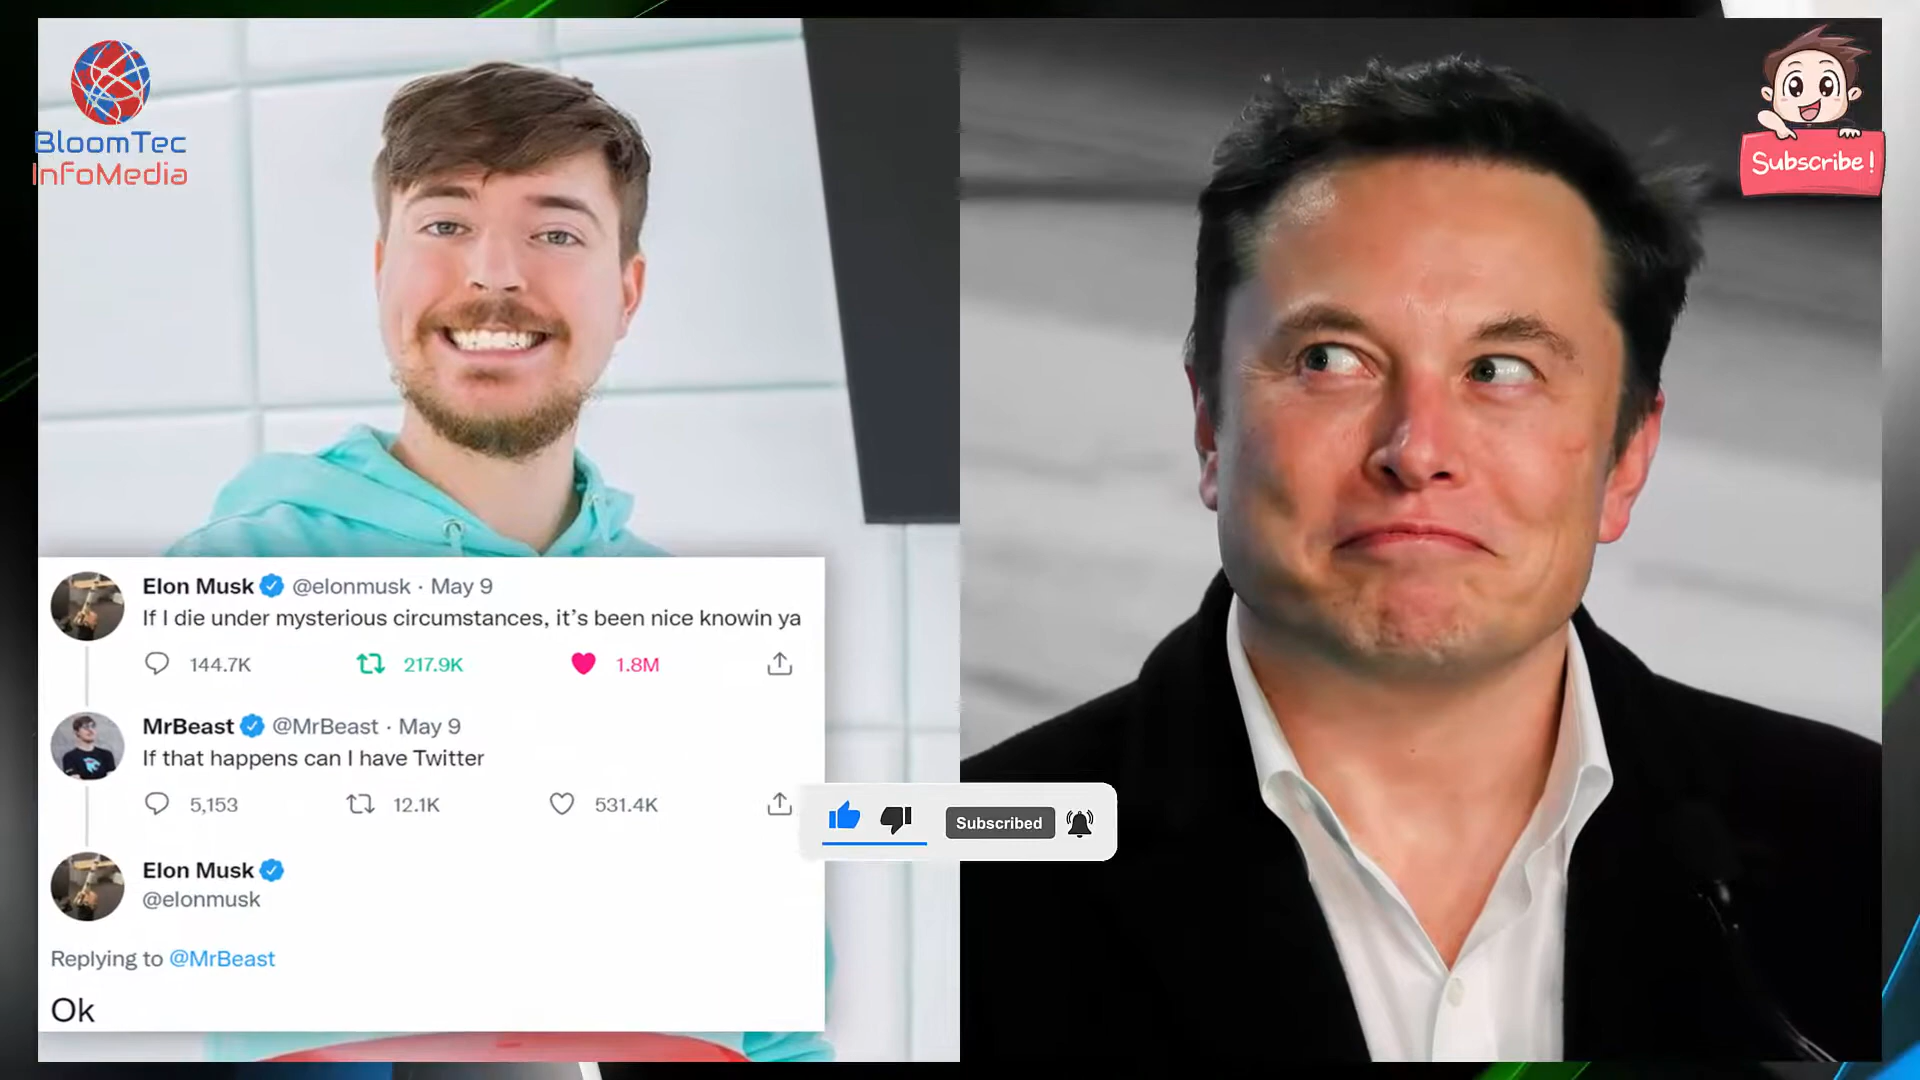 BloomTec
InFoMedia
Subscribe!
Elon Musk @elonmusk · May 9
If I die under mysterious circumstances, it's been nice knowin ya
144.7K 217.9K 1.8M
MrBeast @MrBeast · May 9
If that happens can I have Twitter
5,153 12.1K 531.4K
Subscribed
Elon Musk
@elonmusk
Replying to @MrBeast
Ok